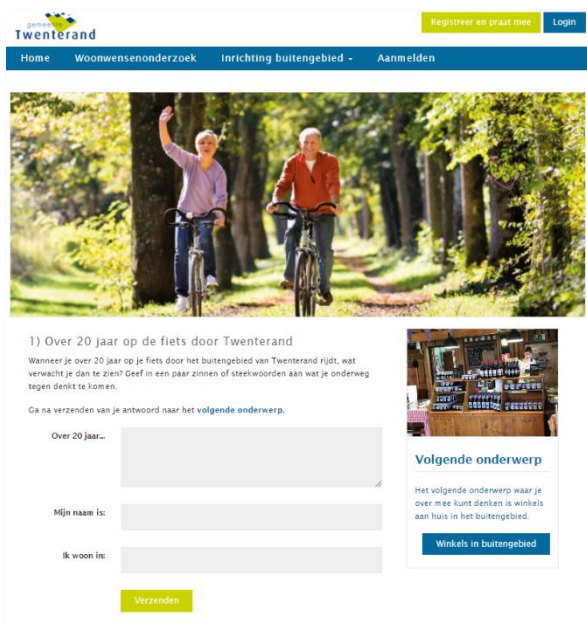 gemeente
Twenterand
Registreer en praat mee
Login
Home
Woonwensenonderzoek
Inrichting buitengebied
Aanmelden
1) Over 20 jaar op de fiets door Twenterand
Wanneer je over 20 jaar op je fiets door het buitengebied van Twenterand rijdt, wat
verwacht je dan te zien? Geef in een paar zinnen of steekwoorden aan wat je onderweg
tegen denkt te komen.
Ga na verzenden van je antwoord naar het volgende onderwerp.
Over 20 jaar...
Mijn naam is:
Ik woon in:
Verzenden
Volgende onderwerp
Het volgende onderwerp waar je
over mee kunt denken is winkels
aan huis in het buitengebied.
Winkels in buitengebied